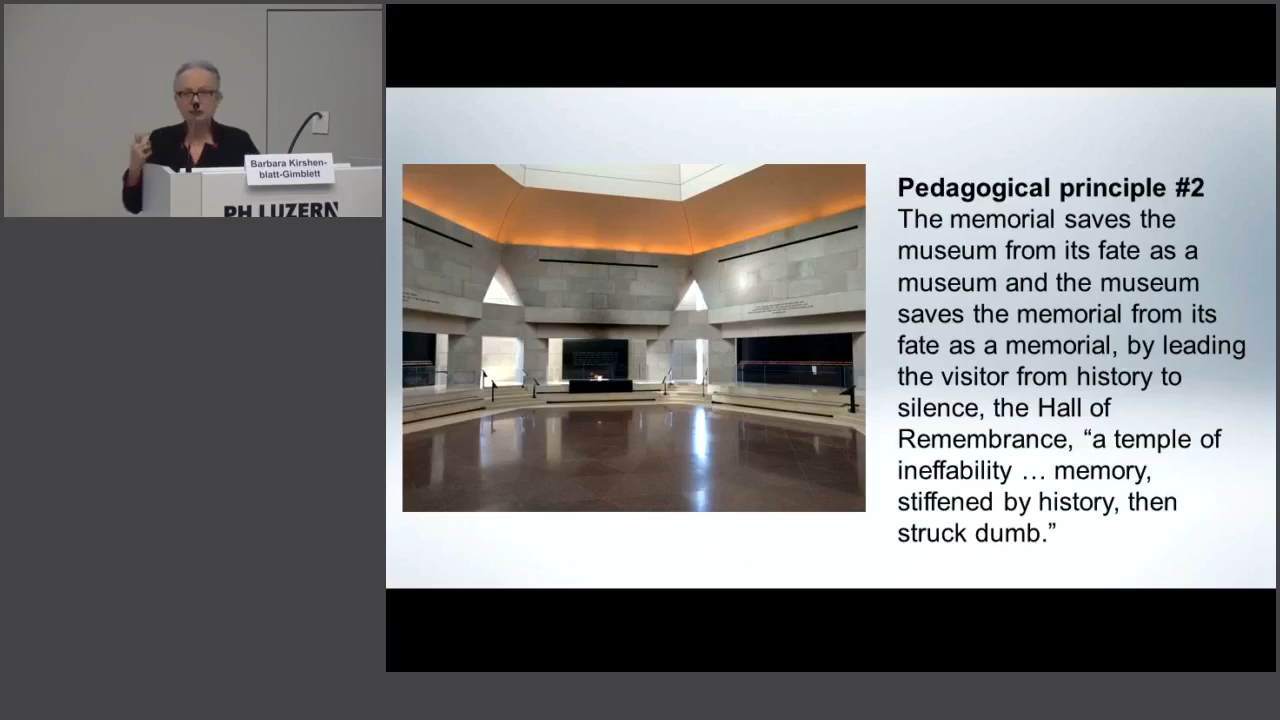 Barbara Kirshen-
blatt-Gimblett
PH LUZERN
Pedagogical principle #2
The memorial saves the
museum from its fate as a
museum and the museum
saves the memorial from its
fate as a memorial, by leading
the visitor from history to
silence, the Hall of
Remembrance, “a temple of
ineffability … memory,
stiffened by history, then
struck dumb.”